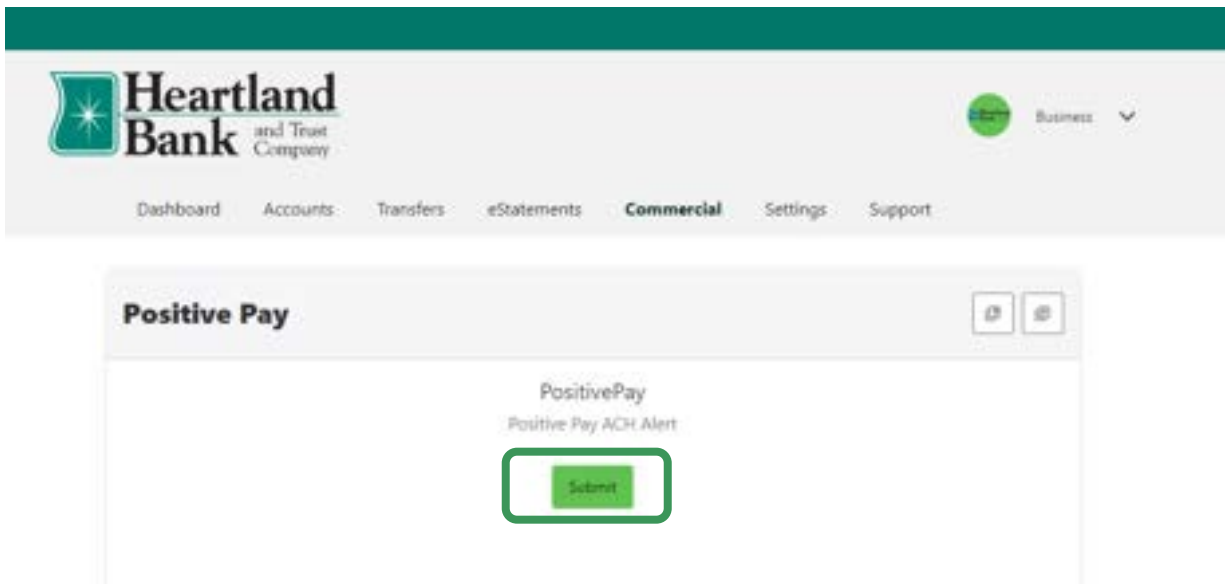 Heartland
Bank and Trust
Company
Business
Dashboard Accounts Transfers eStatements Commercial Settings Support
Positive Pay
PositivePay
Positive Pay ACH Alert
Submit